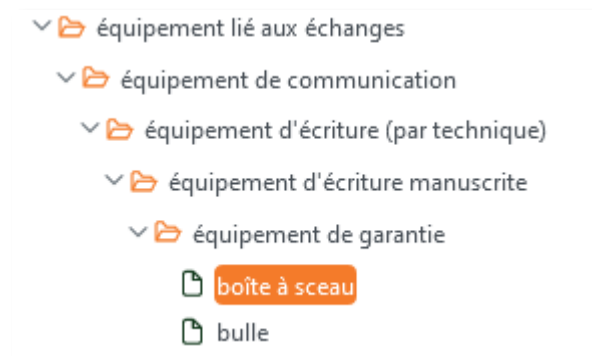 équipement lié aux échanges
équipement de communication
équipement d'écriture (par technique)
équipement d'écriture manuscrite
équipement de garantie
boîte à sceau
bulle